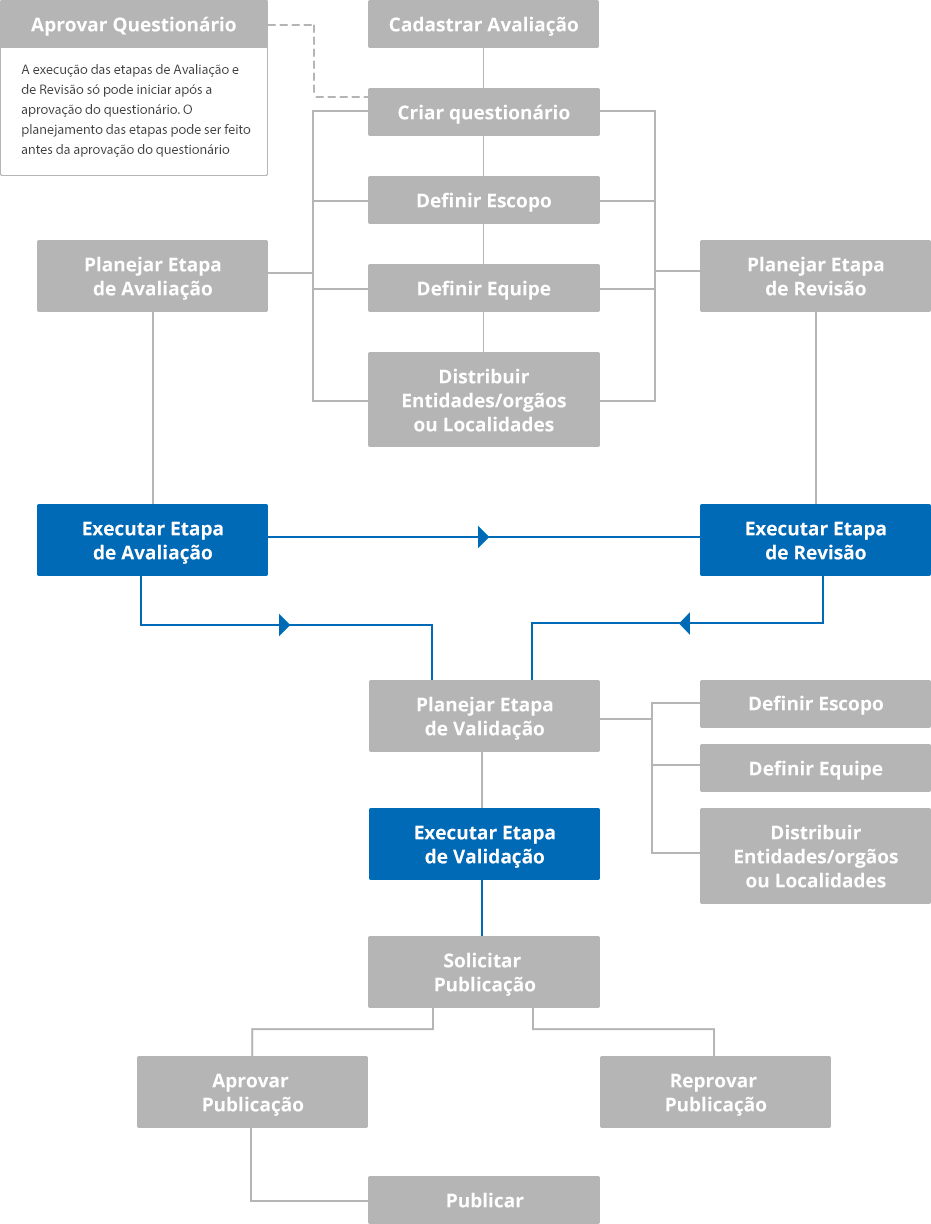 Aprovar Questionário
A execução das etapas de Avaliação e
de Revisão só pode iniciar após a
aprovação do questionário. O
planejamento das etapas pode ser feito
antes da aprovação do questionário
Cadastrar Avaliação
Criar questionário
Definir Escopo
Definir Equipe
Distribuir
Entidades/orgãos
ou Localidades
Planejar Etapa
de Avaliação
Planejar Etapa
de Revisão
Executar Etapa
de Avaliação
Executar Etapa
de Revisão
Planejar Etapa
de Validação
Definir Escopo
Definir Equipe
Distribuir
Entidades/orgãos
ou Localidades
Executar Etapa
de Validação
Solicitar
Publicação
Aprovar
Publicação
Reprovar
Publicação
Publicar